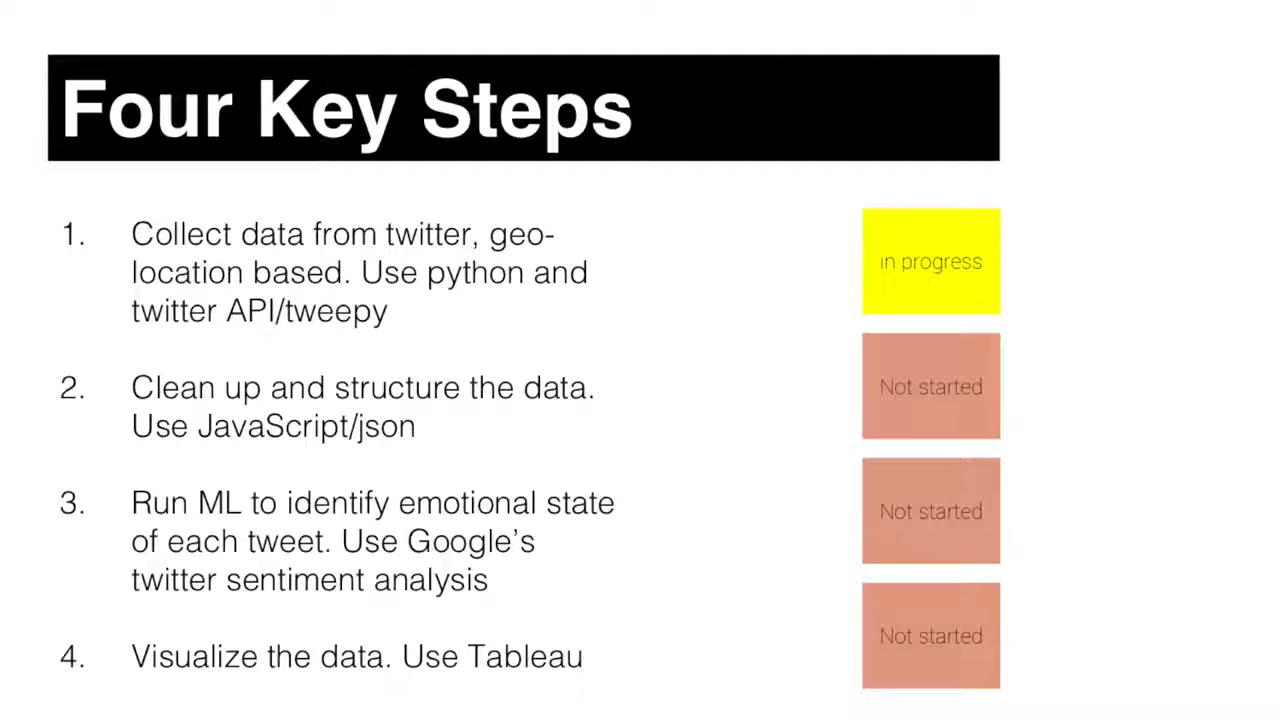 Four Key Steps
1. Collect data from twitter, geo-
location based. Use python and
twitter API/tweepy
in progress
2. Clean up and structure the data.
Use JavaScript/json
Not started
3. Run ML to identify emotional state
of each tweet. Use Google’s
twitter sentiment analysis
Not started
4. Visualize the data. Use Tableau
Not started